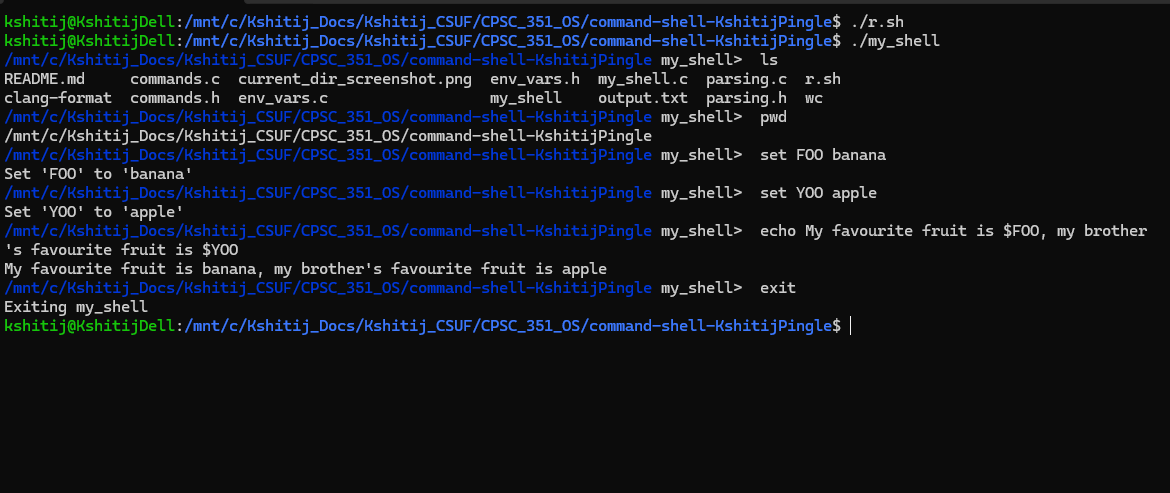 kshitij@KshitijDell:/mnt/c/Kshitij_Docs/Kshitij_CSUF/CPSC_351_OS/command-shell-KshitijPingle$ ./r.sh
kshitij@KshitijDell:/mnt/c/Kshitij_Docs/Kshitij_CSUF/CPSC_351_OS/command-shell-KshitijPingle$ ./my_shell
/mnt/c/Kshitij_Docs/Kshitij_CSUF/CPSC_351_OS/command-shell-KshitijPingle my_shell>  ls
README.md     commands.c  current_dir_screenshot.png  env_vars.h  my_shell.c  parsing.c  r.sh
clang-format  commands.h  env_vars.c                  my_shell    output.txt  parsing.h  wc
/mnt/c/Kshitij_Docs/Kshitij_CSUF/CPSC_351_OS/command-shell-KshitijPingle my_shell>  pwd
/mnt/c/Kshitij_Docs/Kshitij_CSUF/CPSC_351_OS/command-shell-KshitijPingle
/mnt/c/Kshitij_Docs/Kshitij_CSUF/CPSC_351_OS/command-shell-KshitijPingle my_shell>  set FOO banana
Set 'FOO' to 'banana'
/mnt/c/Kshitij_Docs/Kshitij_CSUF/CPSC_351_OS/command-shell-KshitijPingle my_shell>  set YOO apple
Set 'YOO' to 'apple'
/mnt/c/Kshitij_Docs/Kshitij_CSUF/CPSC_351_OS/command-shell-KshitijPingle my_shell>  echo My favourite fruit is $FOO, my brother
's favourite fruit is $YOO
My favourite fruit is banana, my brother's favourite fruit is apple
/mnt/c/Kshitij_Docs/Kshitij_CSUF/CPSC_351_OS/command-shell-KshitijPingle my_shell>  exit
Exiting my_shell
kshitij@KshitijDell:/mnt/c/Kshitij_Docs/Kshitij_CSUF/CPSC_351_OS/command-shell-KshitijPingle$